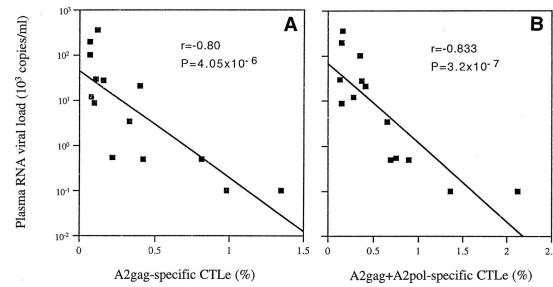 A
B
r=-0.80
P=4.05x10⁻⁶
r=-0.833
P=3.2x10⁻⁷
Plasma RNA viral load (10³ copies/ml)
10³
10²
10¹
10⁰
10⁻¹
10⁻²
0 0.5 1 1.5
0 0.5 1 1.5 2 2.
A2gag-specific CTLe (%)
A2gag+A2pol-specific CTLe (%)